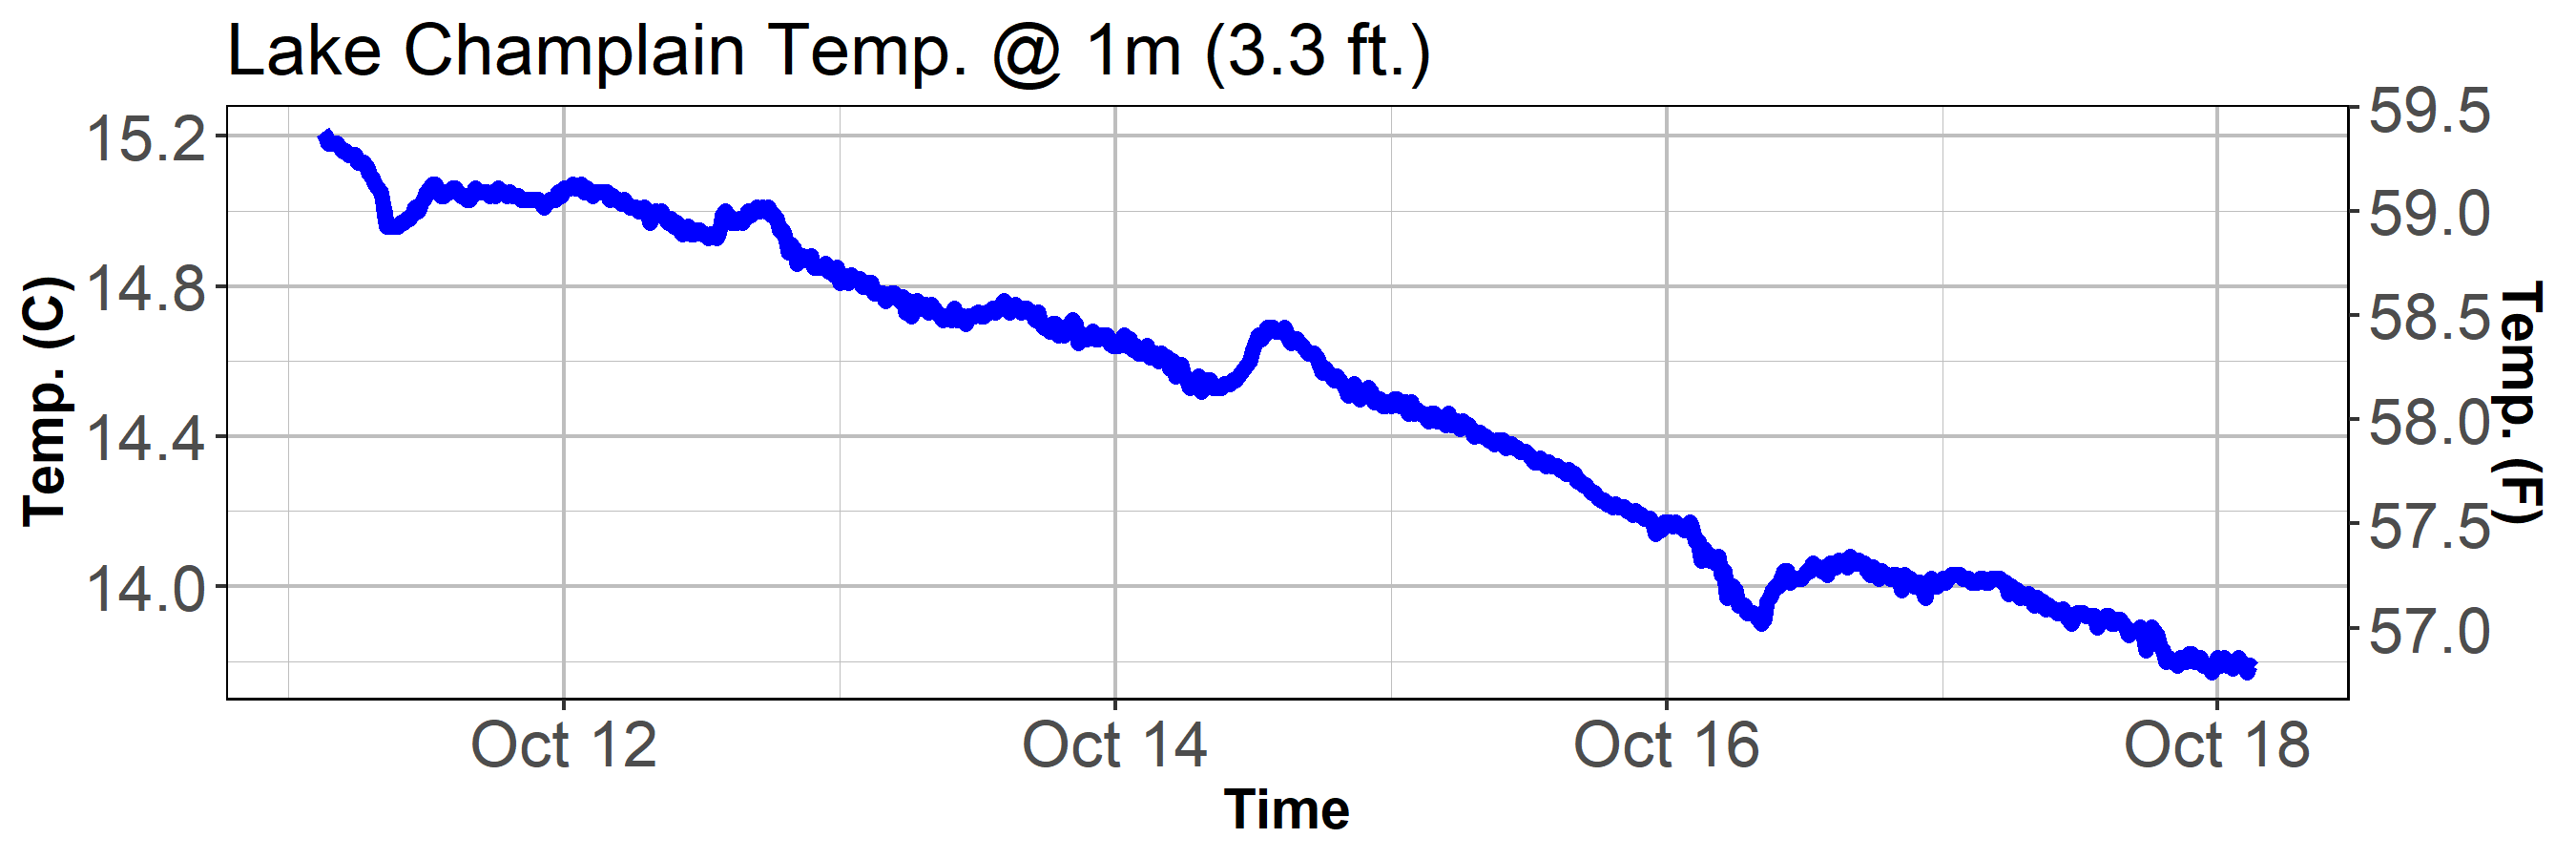 Lake Champlain Temp. @ 1m (3.3 ft.)
Temp. (C)
15.2
14.8
14.4
14.0
59.5
59.0
58.5
58.0
57.5
57.0
Temp. (F)
Oct 12 Oct 14 Oct 16 Oct 18
Time